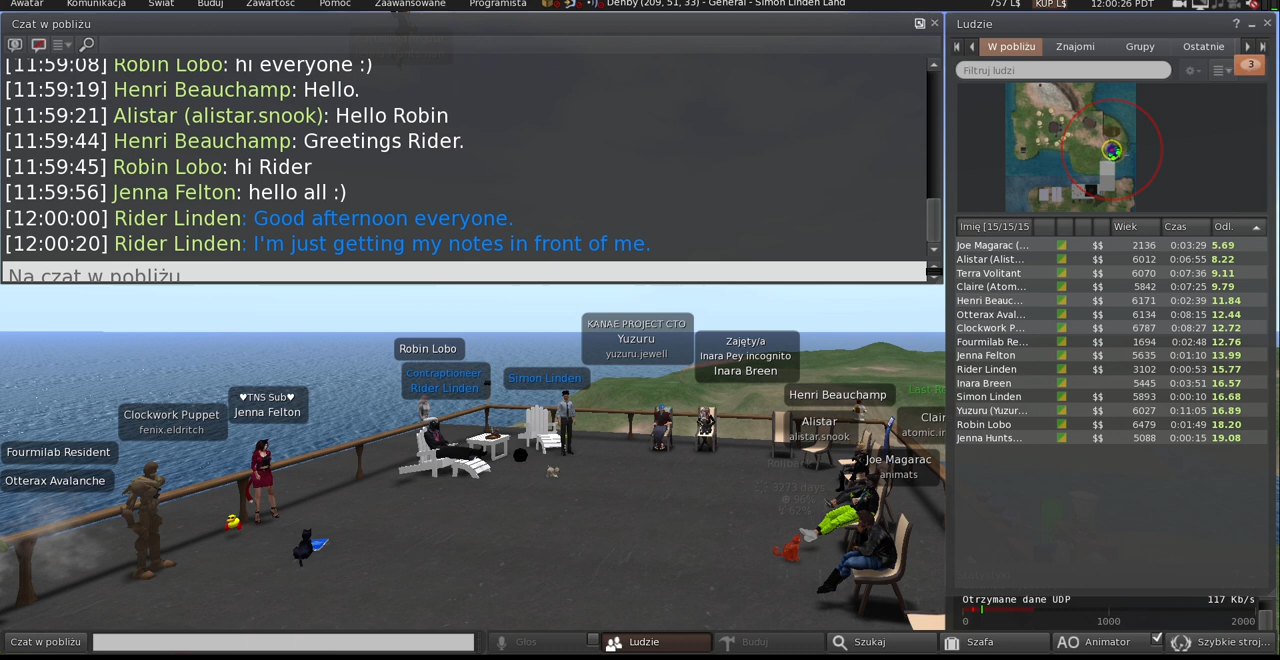 Awatar Komunikacja Świat Buduj Zawartość Pomoc Zaawansowane Programista Denby (209, 51, 33) - General - Simon Linden Land 757 L$ KUP L$ 12:00:26 PDT
Czat w pobliżu
[11:59:08] Robin Lobo: hi everyone :)
[11:59:19] Henri Beauchamp: Hello.
[11:59:21] Alistar (alistar.snook): Hello Robin
[11:59:44] Henri Beauchamp: Greetings Rider.
[11:59:45] Robin Lobo: hi Rider
[11:59:56] Jenna Felton: hello all :)
[12:00:00] Rider Linden: Good afternoon everyone.
[12:00:20] Rider Linden: I'm just getting my notes in front of me.
Na czat w pobliżu
KANAE PROJECT CTO
Yuzuru
yuzuru.jewell
Zajęty/a
Inara Pey incognito
Inara Breen
Robin Lobo
Contraptioneer
Rider Linden
Simon Linden
♥TNS Sub♥
Jenna Felton
Clockwork Puppet
fenix.eldritch
Fourmilab Resident
Otterax Avalanche
Henri Beauchamp
Alistar
alistar.snook
Clair
atomic.in
Joe Magarac
animats
3273 days
96%
62%
Ludzie
W pobliżu Znajomi Grupy Ostatnie
3
Filtruj ludzi
Imię [15/15/15 Wiek Czas Odl.
Joe Magarac (... $$ 2136 0:03:29 5.69
Alistar (Alist... $$ 6012 0:06:55 8.22
Terra Volitant $$ 6070 0:07:36 9.11
Claire (Atom... $$ 5842 0:07:25 9.79
Henri Beauc... $$ 6171 0:02:39 11.84
Otterax Aval... $$ 6134 0:08:15 12.44
Clockwork P... $$ 6787 0:08:27 12.72
Fourmilab Re... $$ 1694 0:02:48 12.76
Jenna Felton $$ 5635 0:01:10 13.99
Rider Linden $$ 3102 0:00:53 15.77
Inara Breen 5445 0:03:51 16.57
Simon Linden $$ 5893 0:00:10 16.68
Yuzuru (Yuzur... $$ 6027 0:11:05 16.89
Robin Lobo $$ 6479 0:01:49 18.20
Jenna Hunts... $$ 5088 0:00:15 19.08
Otrzymane dane UDP 117 Kb/s
0 1000 2000
Czat w pobliżu Głos Ludzie Buduj Szukaj Szafa AO Animator Szybkie stroj...